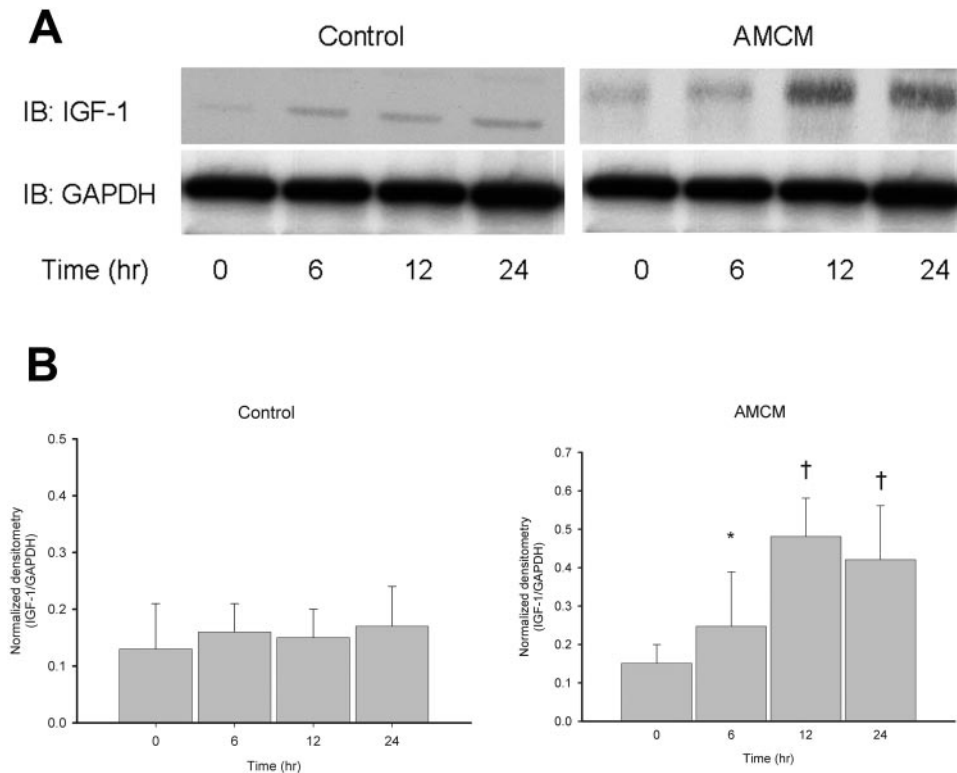 A
Control AMCM
IB: IGF-1
IB: GAPDH
Time (hr) 0 6 12 24 0 6 12 24
B
Control
Normalized densitometry
(IGF-1/GAPDH)
0.5
0.4
0.3
0.2
0.1
0.0
0 6 12 24
Time (hr)
AMCM
Normalized densitometry
(IGF-1/GAPDH)
0.7
0.6
0.5
0.4
0.3
0.2
0.1
0.0
* † †
0 6 12 24
Time (hr)